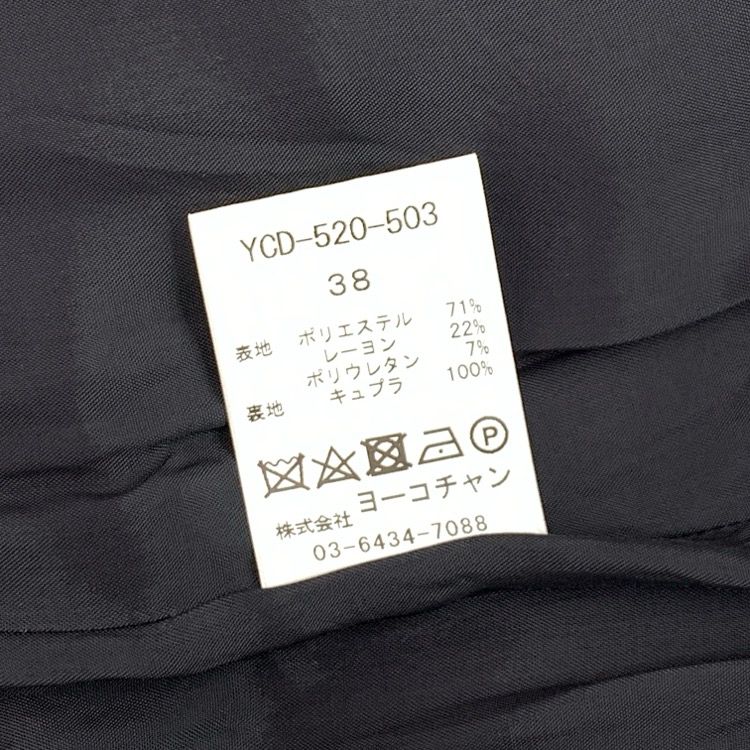 YCD-520-503
38
表地 ポリエステル 71%
レーヨン 22%
ポリウレタン 7%
裏地 キュプラ 100%
P
株式会社 ヨーコチャン
03-6434-7088